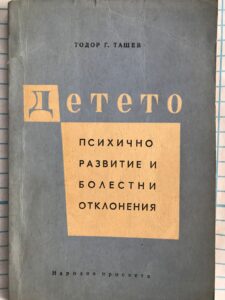 ТОДОР Г. ТАШЕВ
Детето
ПСИХИЧНО
РАЗВИТИЕ И
БОЛЕСТНИ
ОТКЛОНЕНИЯ
Народна просвета